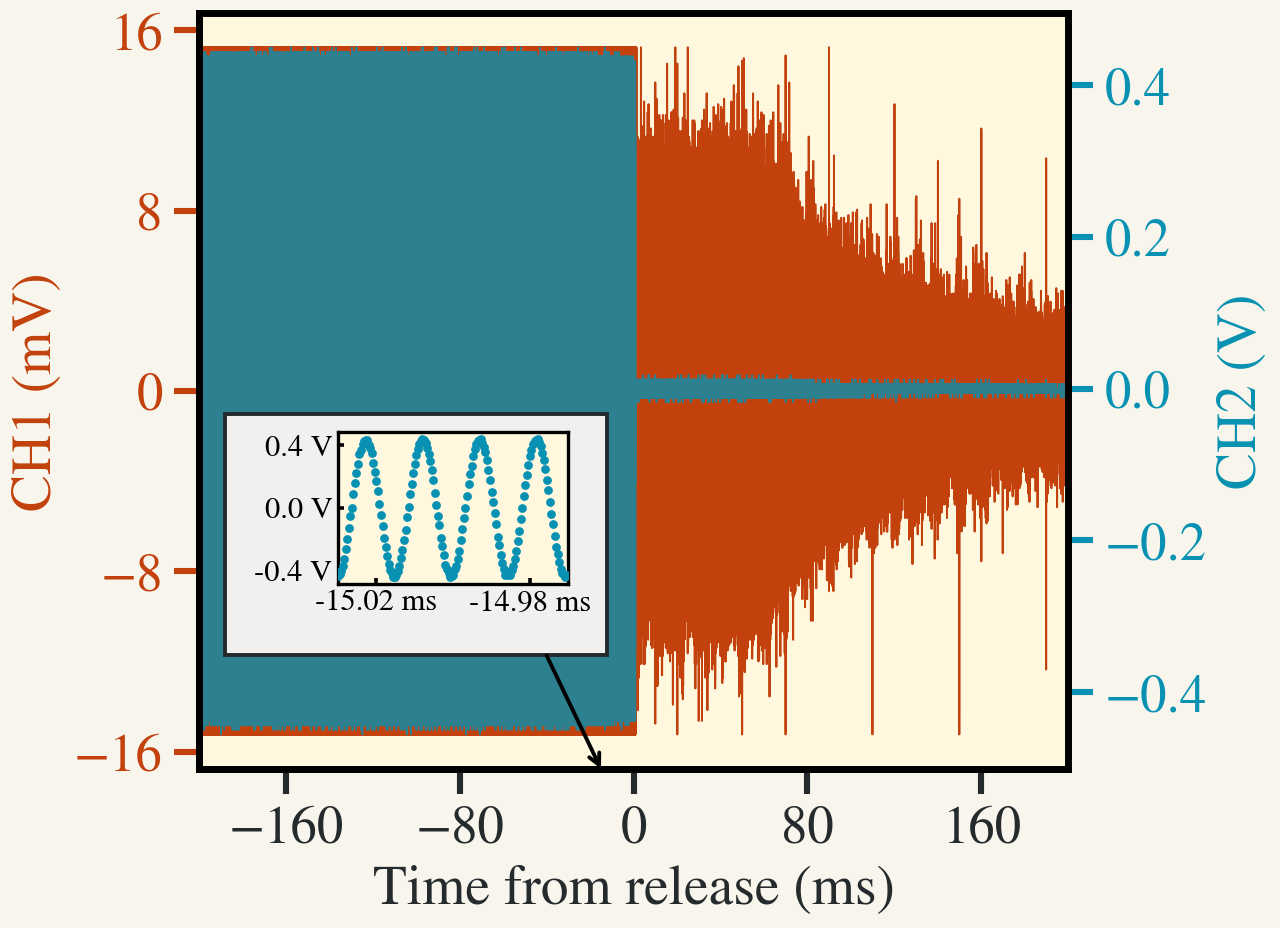 16
8
0
−8
−16
CH1 (mV)
0.4
0.2
0.0
−0.2
−0.4
CH2 (V)
0.4 V
0.0 V
-0.4 V
-15.02 ms
-14.98 ms
−160
−80
0
80
160
Time from release (ms)